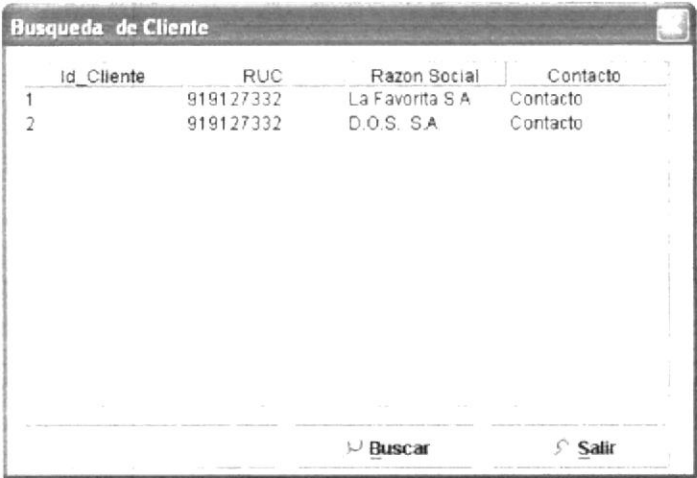 Busqueda de Cliente
Id_Cliente RUC Razon Social Contacto
1 919127332 La Favorita S A Contacto
2 919127332 D.O.S. S.A Contacto
Buscar Salir